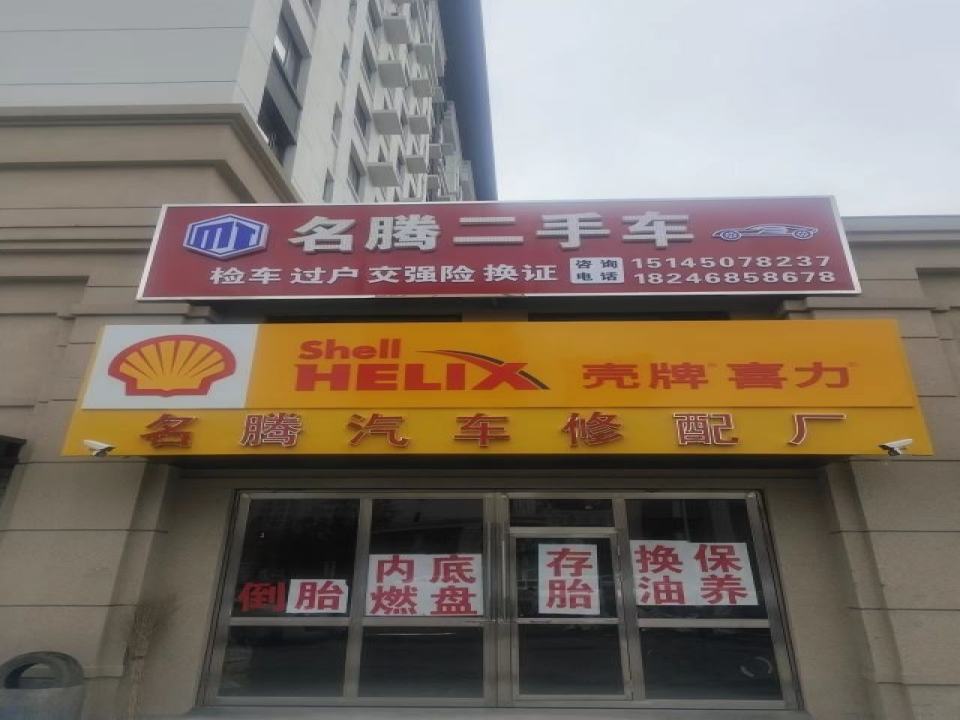 MT 名腾二手车
检车 过户 交强险 换证 咨询电话 15145078237
18246858678
Shell
HELIX 壳牌 喜力
名腾汽车修配厂
倒胎 内燃 底盘 存胎 换油 保养